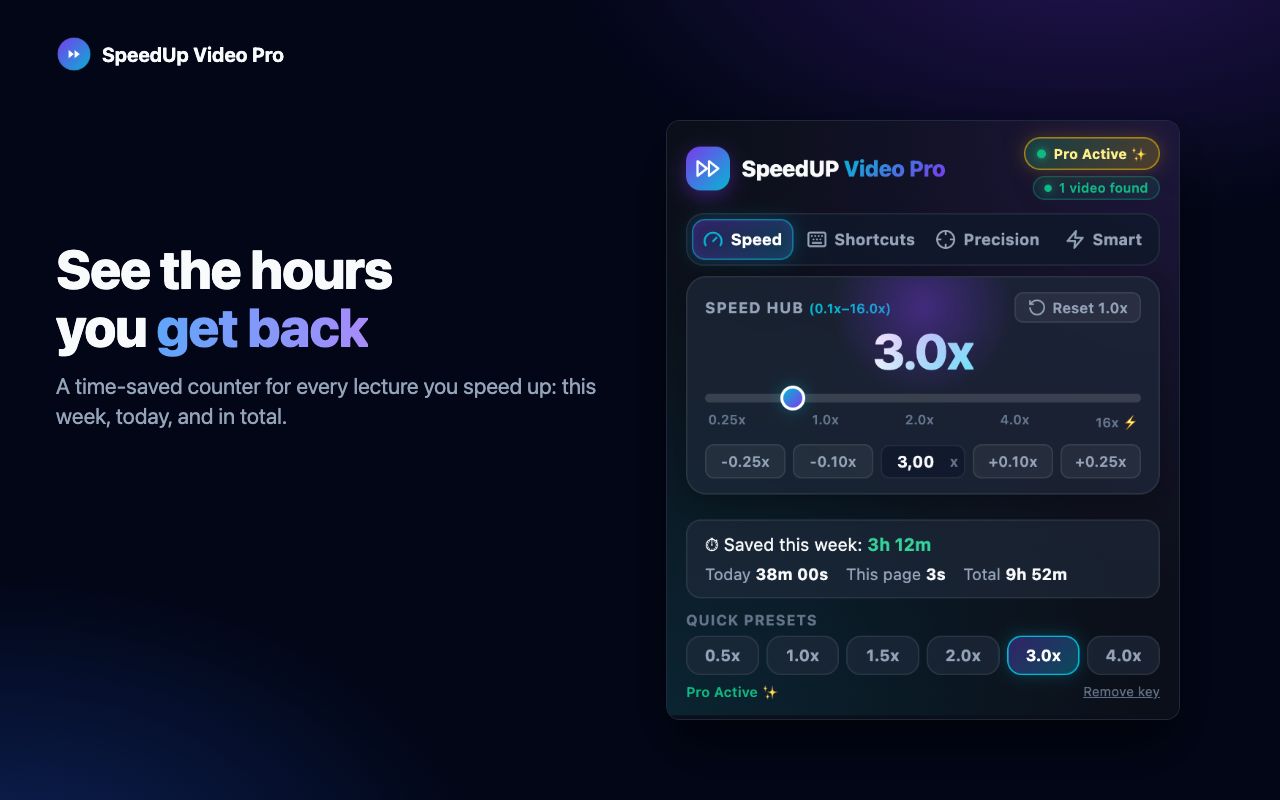 SpeedUp Video Pro
See the hours
you get back
A time-saved counter for every lecture you speed up: this
week, today, and in total.
SpeedUP Video Pro
Pro Active ✨
1 video found
Speed
Shortcuts
Precision
Smart
SPEED HUB (0.1x–16.0x)
Reset 1.0x
3.0x
0.25x 1.0x 2.0x 4.0x 16x ⚡
-0.25x -0.10x 3,00 x +0.10x +0.25x
⏱ Saved this week: 3h 12m
Today 38m 00s This page 3s Total 9h 52m
QUICK PRESETS
0.5x 1.0x 1.5x 2.0x 3.0x 4.0x
Pro Active ✨
Remove key